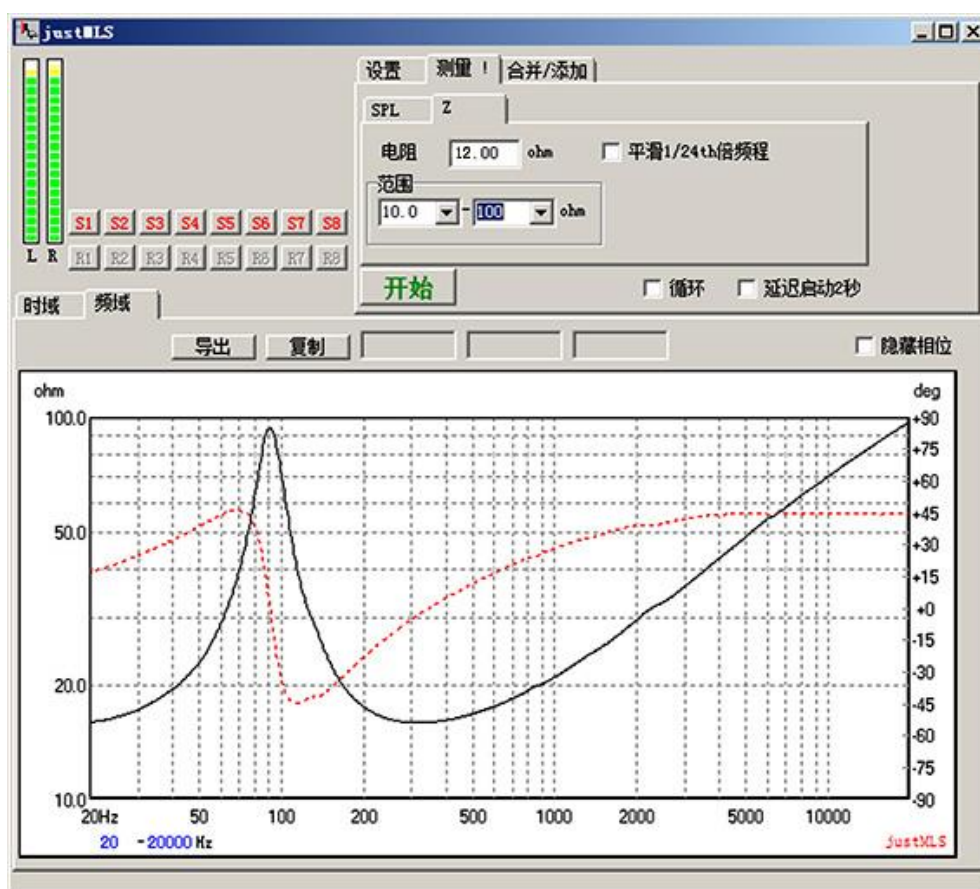 justMLS
设置 测量 ! 合并/添加
SPL Z
电阻 12.00 ohm 平滑1/24th倍频程
范围
10.0 - 100 ohm
S1 S2 S3 S4 S5 S6 S7 S8
L R R1 R2 R3 R4 R5 R6 R7 R8
开始 循环 延迟启动2秒
时域 频域
导出 复制 隐藏相位
ohm deg
100.0 +90
+75
+60
50.0 +45
+30
+15
+0
-15
20.0 -30
-45
-60
-75
10.0 -90
20Hz 50 100 200 500 1000 2000 5000 10000
20 -20000 Hz justMLS